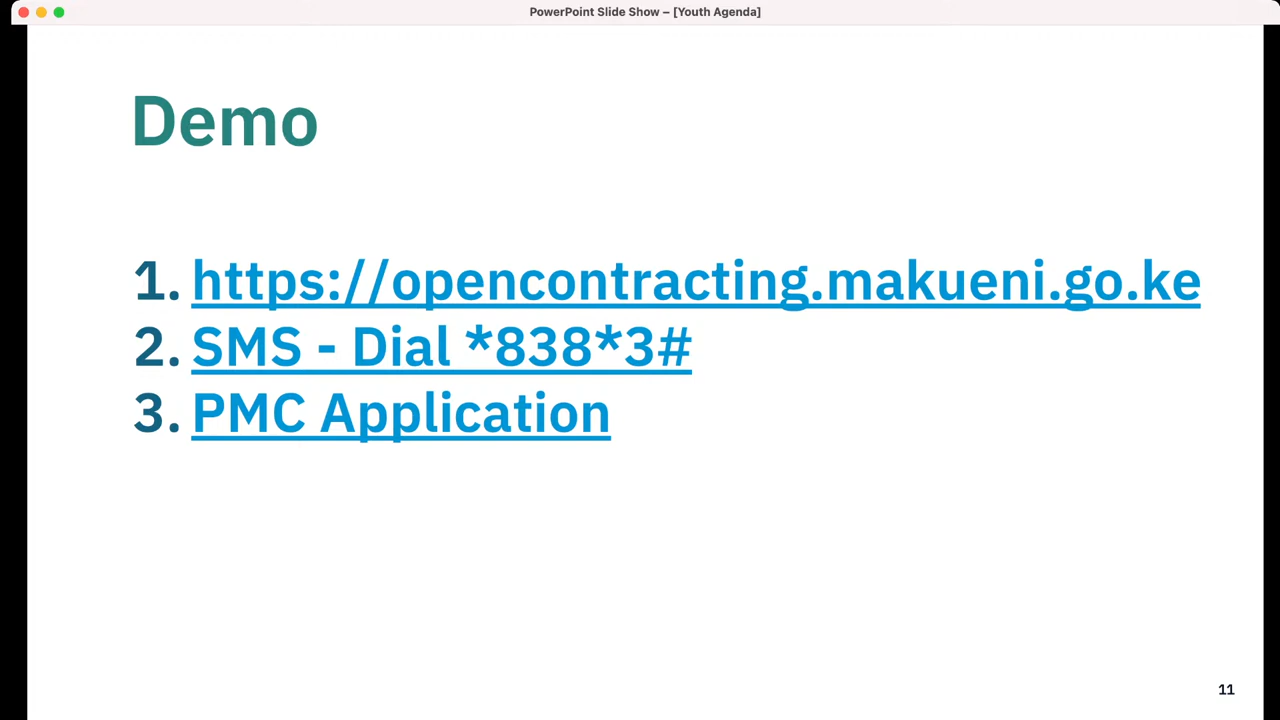 PowerPoint Slide Show – [Youth Agenda]
Demo
1. https://opencontracting.makueni.go.ke
2. SMS - Dial *838*3#
3. PMC Application
11